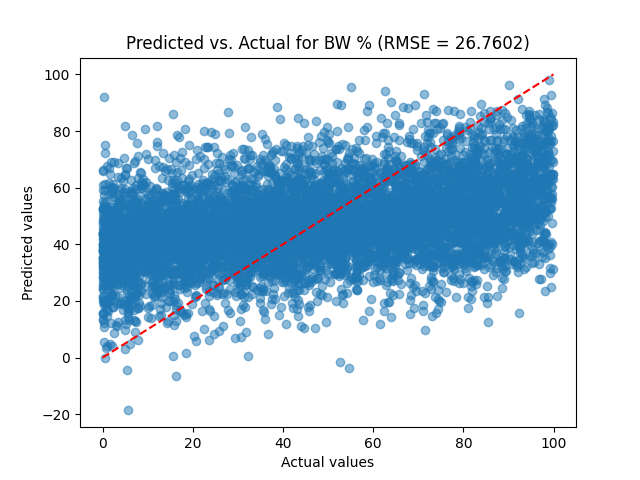 Predicted vs. Actual for BW % (RMSE = 26.7602)
100
80
60
40
20
0
−20
Predicted values
0 20 40 60 80 100
Actual values